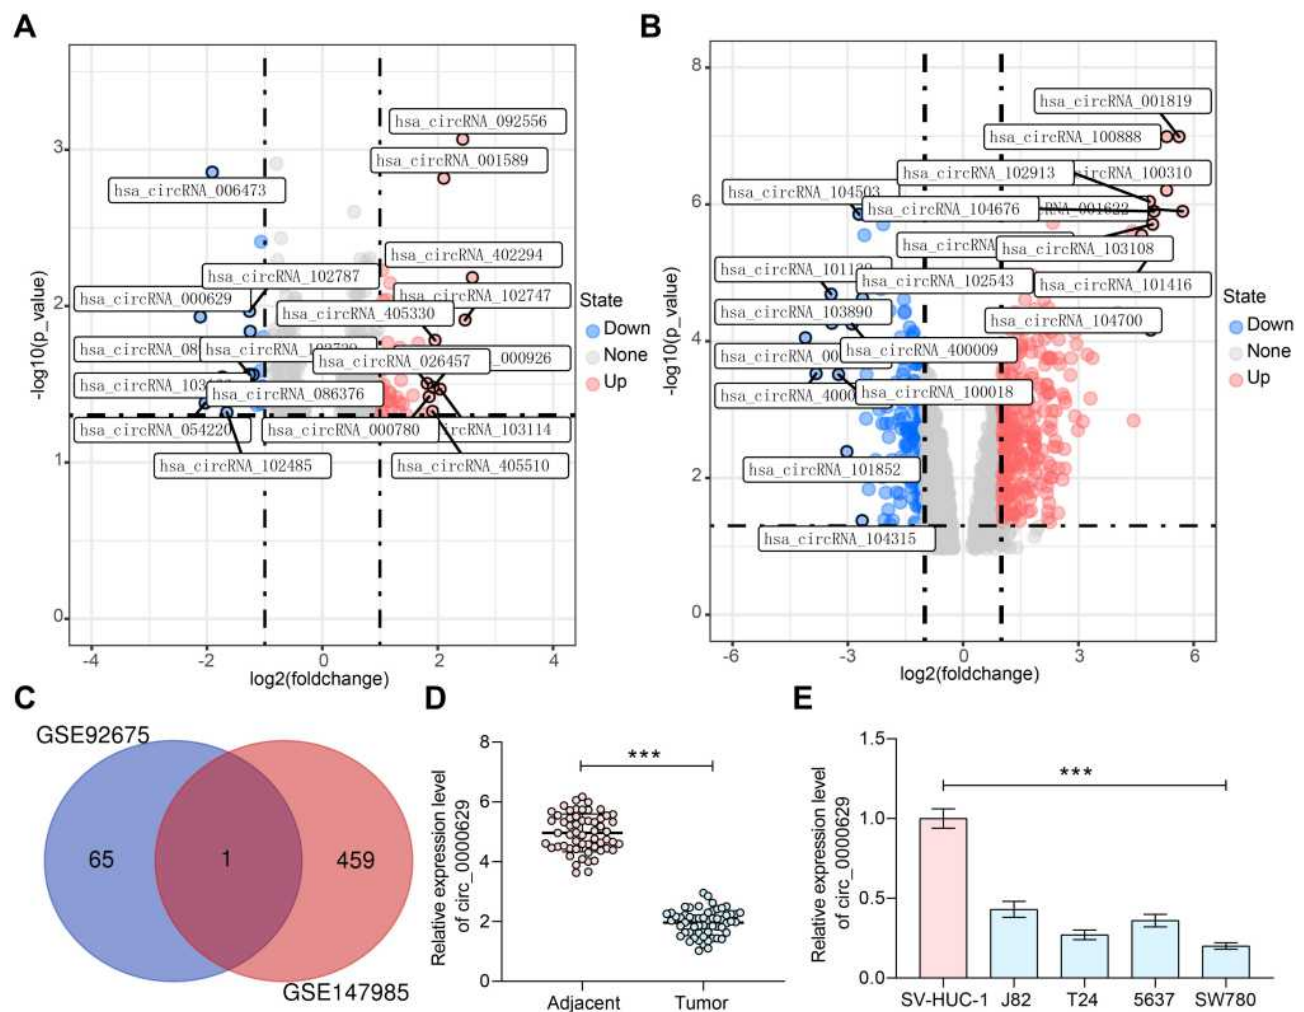 A
-log10(p_value)
3
2
1
0
hsa_circRNA_092556
hsa_circRNA_001589
hsa_circRNA_006473
hsa_circRNA_402294
hsa_circRNA_102787
hsa_circRNA_000629
hsa_circRNA_102747
hsa_circRNA_405330
hsa_circRNA_026457
_000926
hsa_circRNA_086376
hsa_circRNA_054220
hsa_circRNA_000780
circRNA_103114
hsa_circRNA_102485
hsa_circRNA_405510
-4
-2
0
2
4
log2(foldchange)
State
Down
None
Up
B
-log10(p_value)
8
6
4
2
0
hsa_circRNA_001819
hsa_circRNA_100888
hsa_circRNA_102913
circRNA_100310
hsa_circRNA_104503
hsa_circRNA_104676
hsa_circRNA_103108
hsa_circRNA_102543
hsa_circRNA_101416
hsa_circRNA_103890
hsa_circRNA_104700
hsa_circRNA_400009
hsa_circRNA_100018
hsa_circRNA_101852
hsa_circRNA_104315
-6
-3
0
3
6
log2(foldchange)
State
Down
None
Up
C
GSE92675
65
1
459
GSE147985
D
Relative expression level
of circ_0000629
8
6
4
2
0
***
Adjacent
Tumor
E
Relative expression level
of circ_0000629
1.5
1.0
0.5
0.0
***
SV-HUC-1
J82
T24
5637
SW780